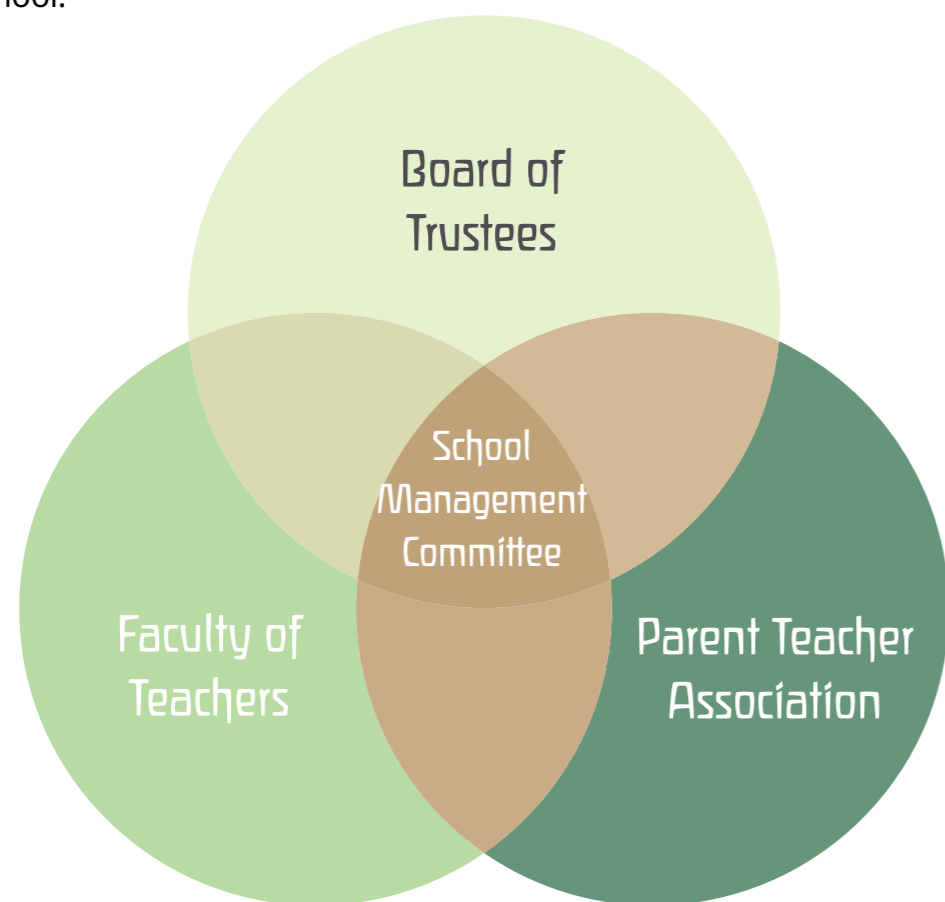 Board of
Trustees
School
Management
Committee
Faculty of
Teachers
Parent Teacher
Association